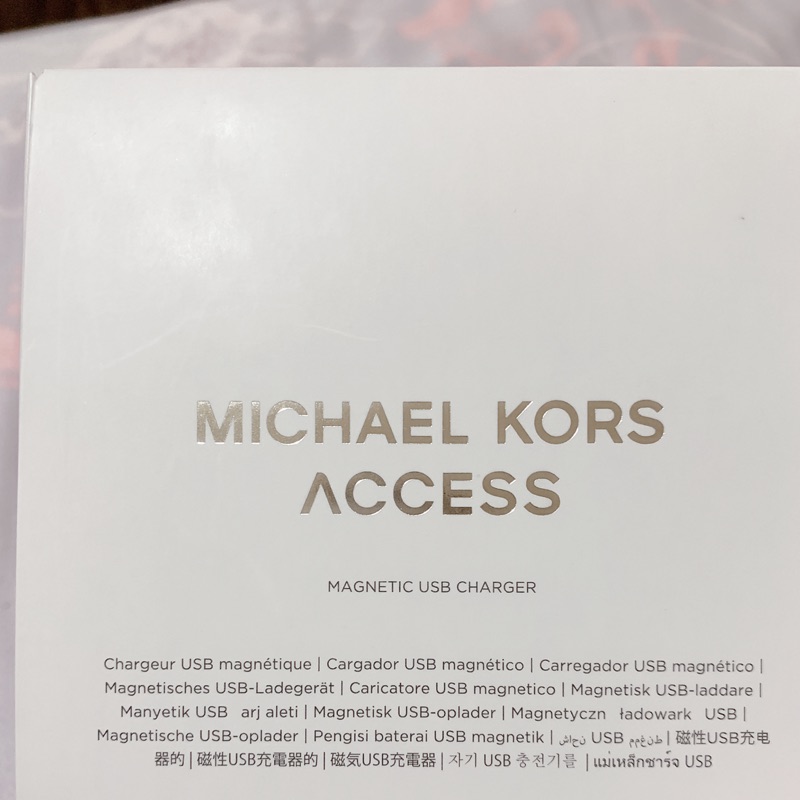 MICHAEL KORS
ACCESS
MAGNETIC USB CHARGER
Chargeur USB magnétique | Cargador USB magnético | Carregador USB magnético |
Magnetisches USB-Ladegerät | Caricatore USB magnetico | Magnetisk USB-laddare |
Manyetik USB arj aleti | Magnetisk USB-oplader | Magnetyczn ładowark USB |
Magnetische USB-oplader | Pengisi baterai USB magnetik | شاحن USB ممغنط | 磁性USB充电
器的 | 磁性USB充電器的 | 磁気USB充電器 | 자기 USB 충전기를 | แม่เหล็กชาร์จ USB